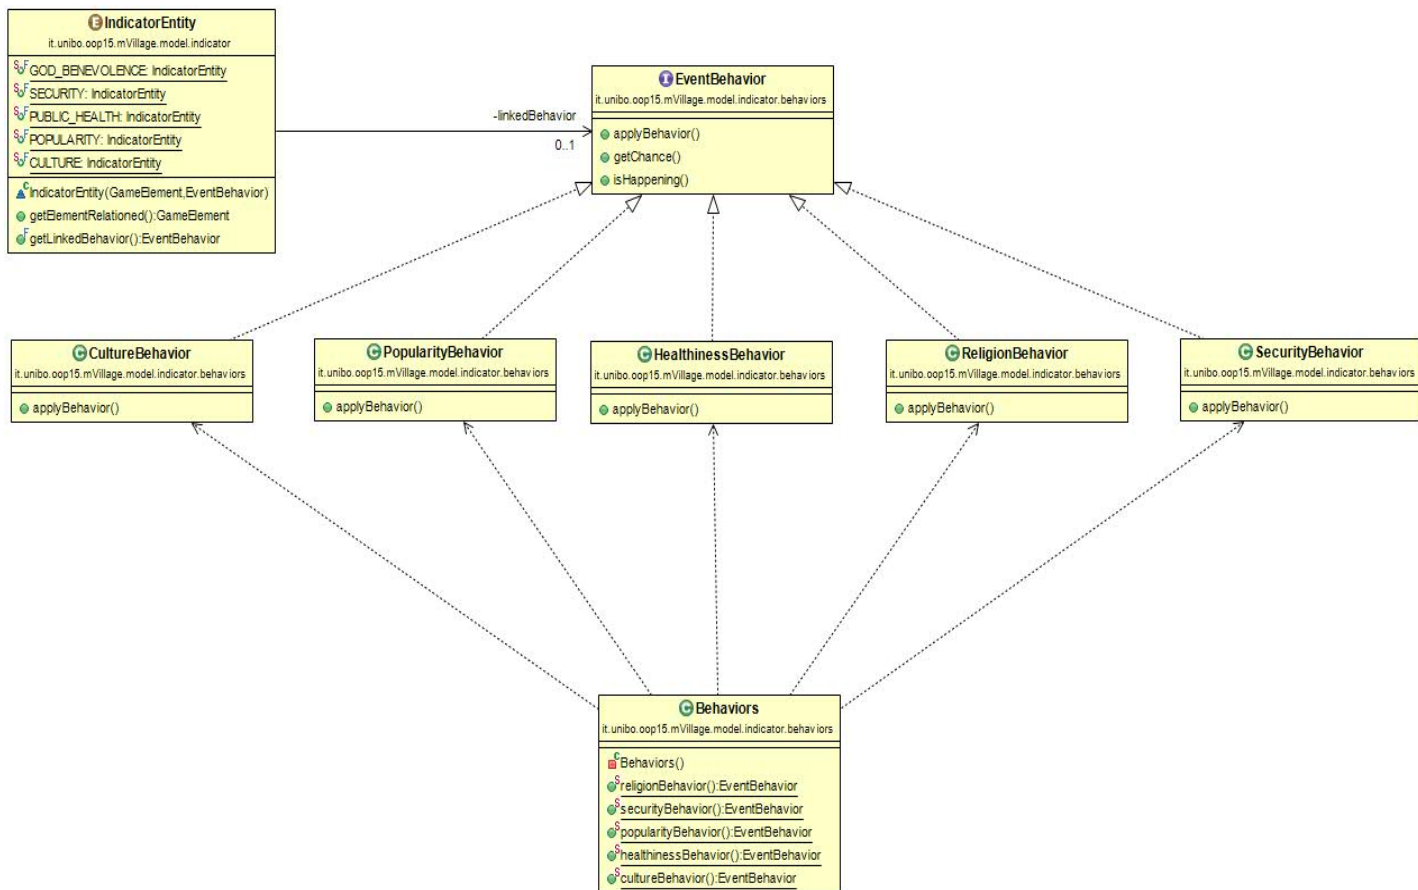 IndicatorEntity
it.unibo.oop15.mVillage.model.indicator
GOD_BENEVOLENCE: IndicatorEntity
SECURITY: IndicatorEntity
PUBLIC_HEALTH: IndicatorEntity
POPULARITY: IndicatorEntity
CULTURE: IndicatorEntity
IndicatorEntity(GameElement,EventBehavior)
getElementRelationed():GameElement
getLinkedBehavior():EventBehavior
-linkedBehavior
0..1
EventBehavior
it.unibo.oop15.mVillage.model.indicator.behaviors
applyBehavior()
getChance()
isHappening()
CultureBehavior
it.unibo.oop15.mVillage.model.indicator.behaviors
applyBehavior()
PopularityBehavior
it.unibo.oop15.mVillage.model.indicator.behaviors
applyBehavior()
HealthinessBehavior
it.unibo.oop15.mVillage.model.indicator.behaviors
applyBehavior()
ReligionBehavior
it.unibo.oop15.mVillage.model.indicator.behaviors
applyBehavior()
SecurityBehavior
it.unibo.oop15.mVillage.model.indicator.behaviors
applyBehavior()
Behaviors
it.unibo.oop15.mVillage.model.indicator.behaviors
Behaviors()
religionBehavior():EventBehavior
securityBehavior():EventBehavior
popularityBehavior():EventBehavior
healthinessBehavior():EventBehavior
cultureBehavior():EventBehavior